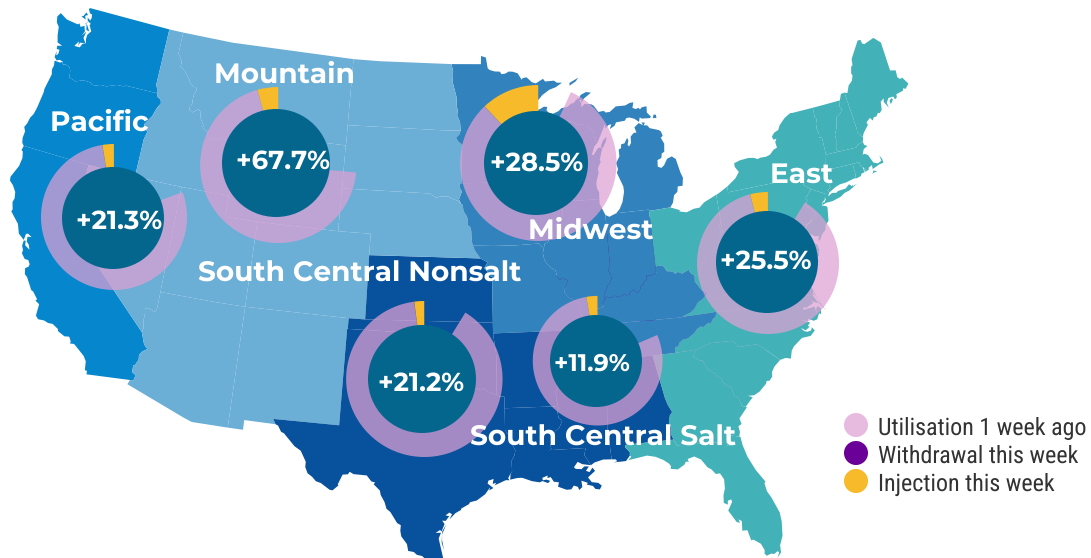 Mountain
Pacific
+67.7%
+28.5%
East
+21.3%
Midwest
+25.5%
South Central Nonsalt
+21.2%
+11.9%
South Central Salt
Utilisation 1 week ago
Withdrawal this week
Injection this week